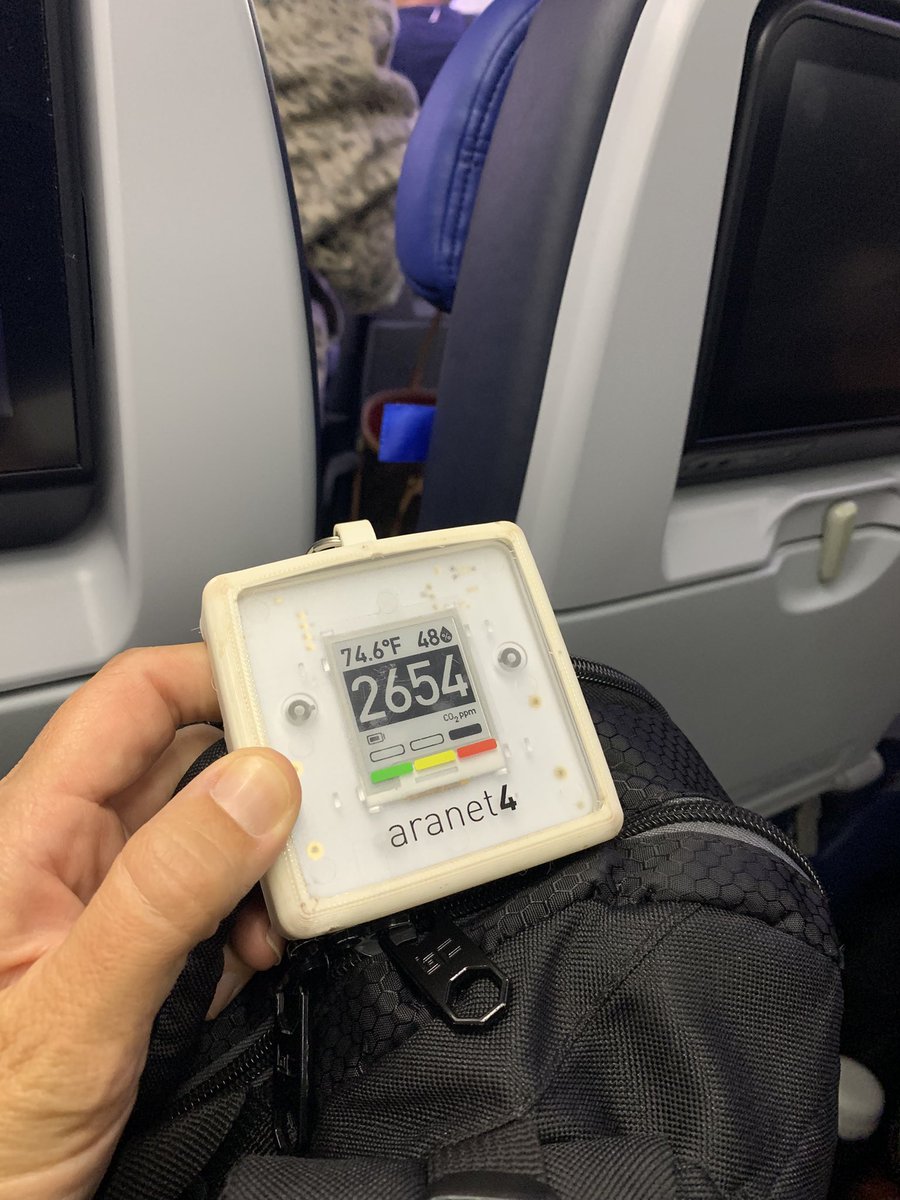 74.6°F 48%
2654
CO₂ ppm
aranet4